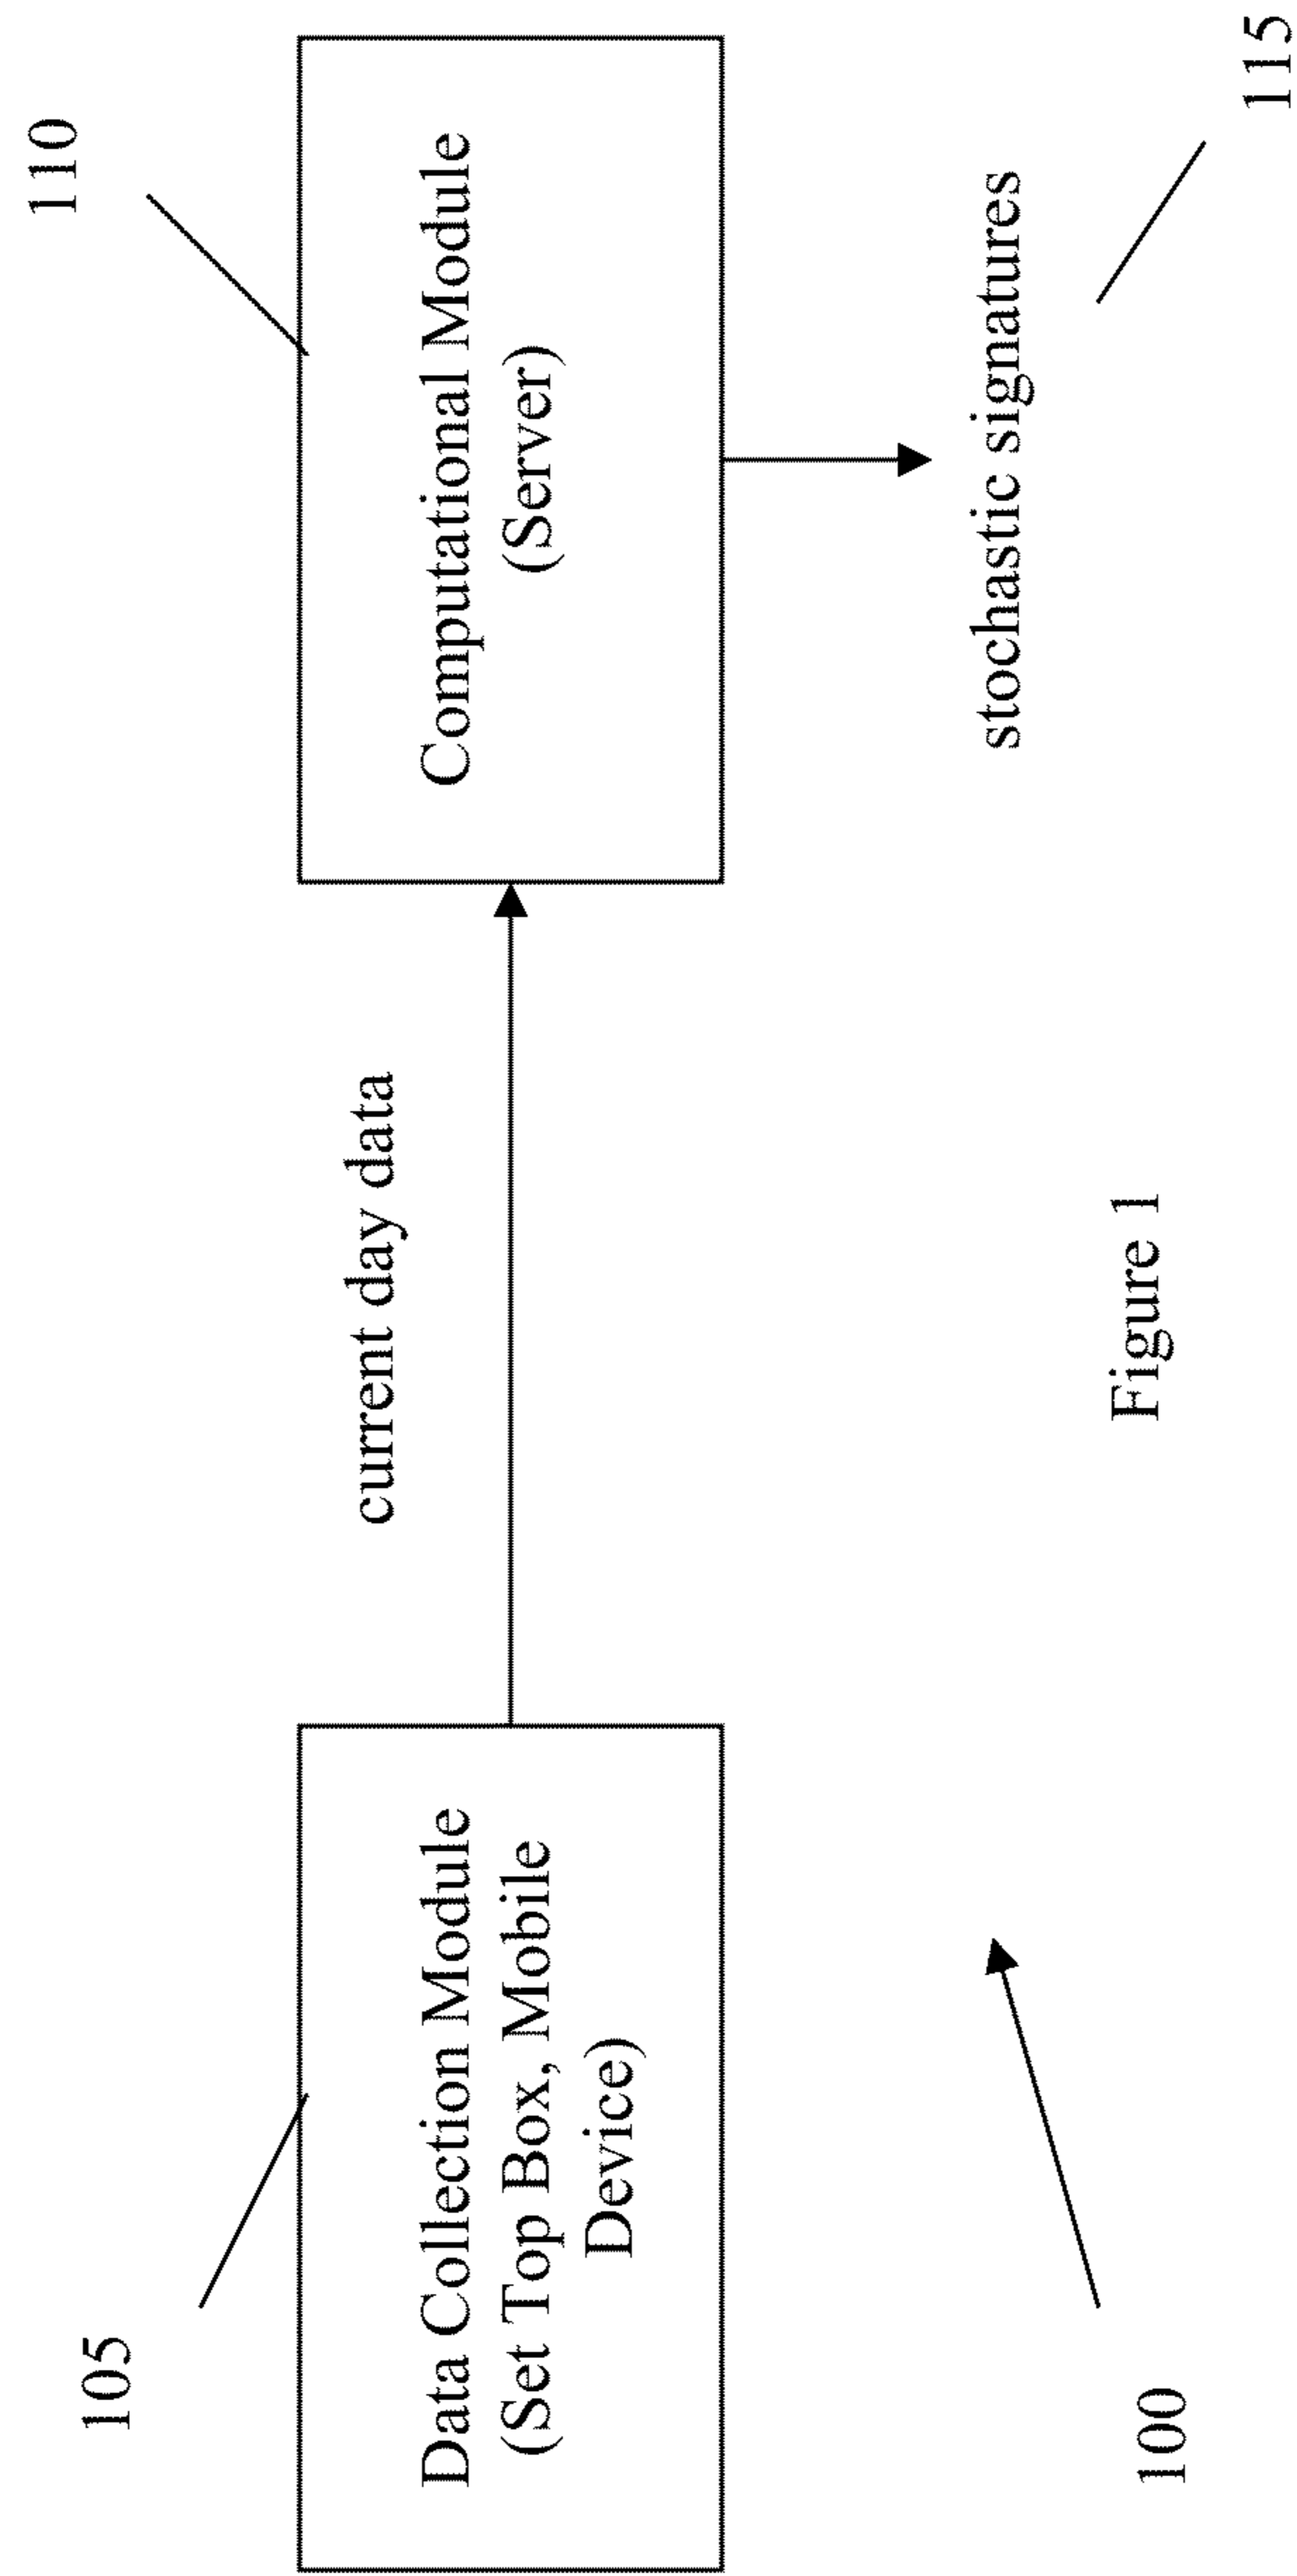 105
110
Data Collection Module
(Set Top Box, Mobile
Device)
current day data
Computational Module
(Server)
stochastic signatures
115
100
Figure 1